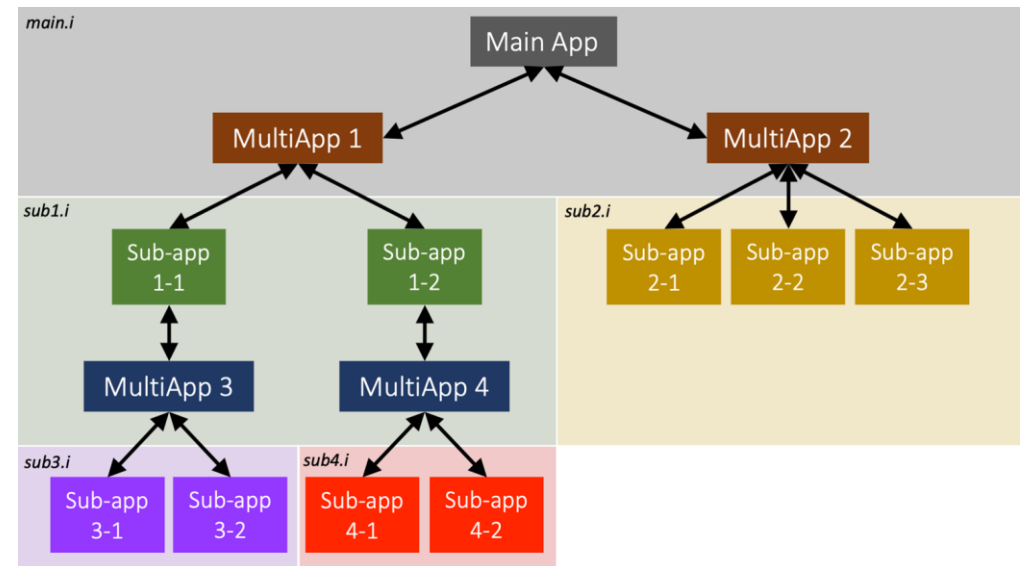 main.i
Main App
MultiApp 1
MultiApp 2
sub1.i
sub2.i
Sub-app
1-1
Sub-app
1-2
Sub-app
2-1
Sub-app
2-2
Sub-app
2-3
MultiApp 3
MultiApp 4
sub3.i
sub4.i
Sub-app
3-1
Sub-app
3-2
Sub-app
4-1
Sub-app
4-2